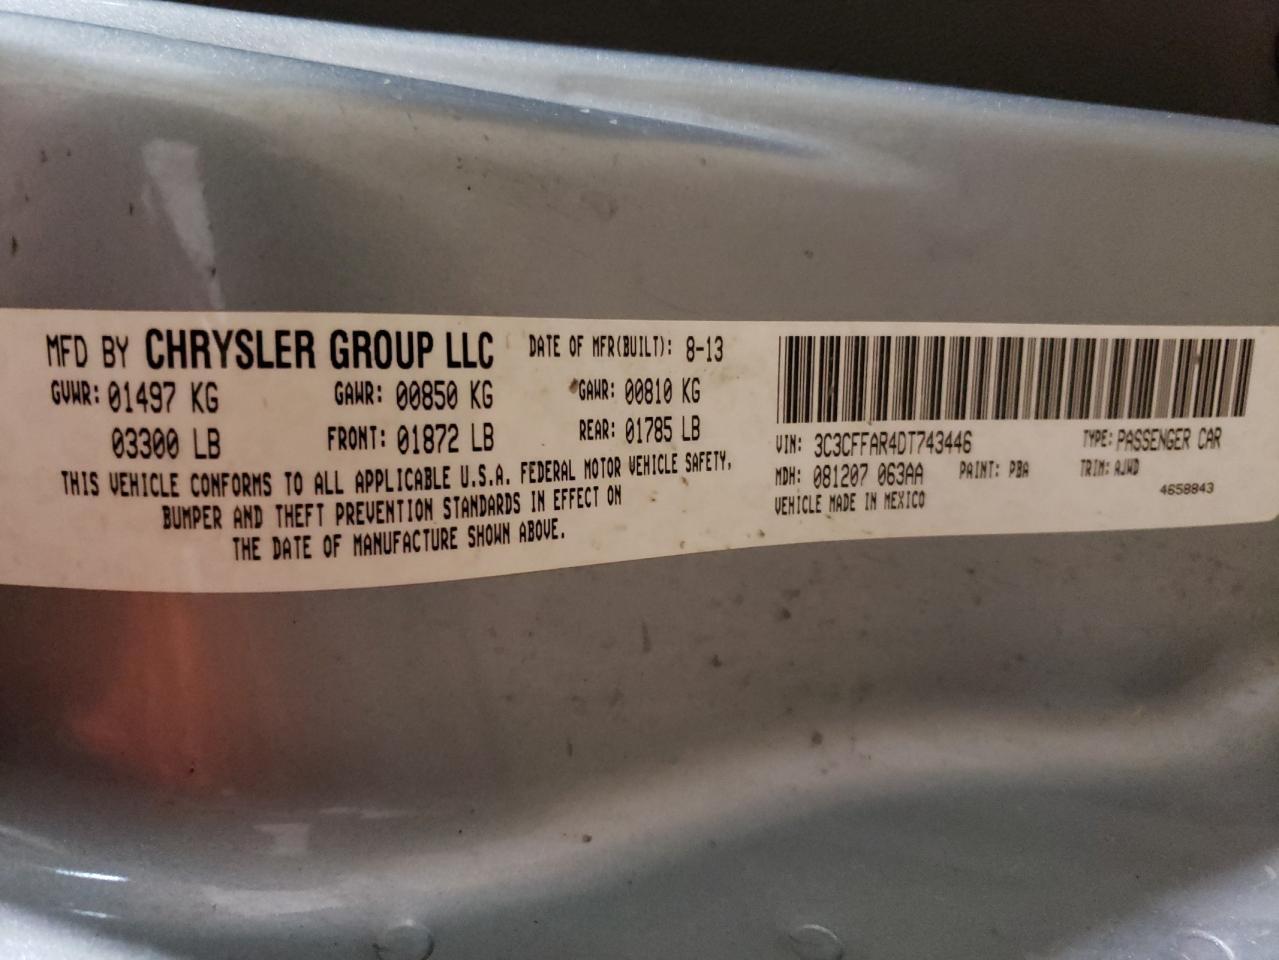 MFD BY CHRYSLER GROUP LLC DATE OF MFR(BUILT): 8-13
GVWR: 01497 KG GAWR: 00850 KG GAWR: 00810 KG
03300 LB FRONT: 01872 LB REAR: 01785 LB
THIS VEHICLE CONFORMS TO ALL APPLICABLE U.S.A. FEDERAL MOTOR VEHICLE SAFETY,
BUMPER AND THEFT PREVENTION STANDARDS IN EFFECT ON
THE DATE OF MANUFACTURE SHOWN ABOVE.
VIN: 3C3CFFAR4DT743446 TYPE: PASSENGER CAR
MDH: 081207 063AA PAINT: PBA TRIM: AJWD
VEHICLE MADE IN MEXICO 4658843